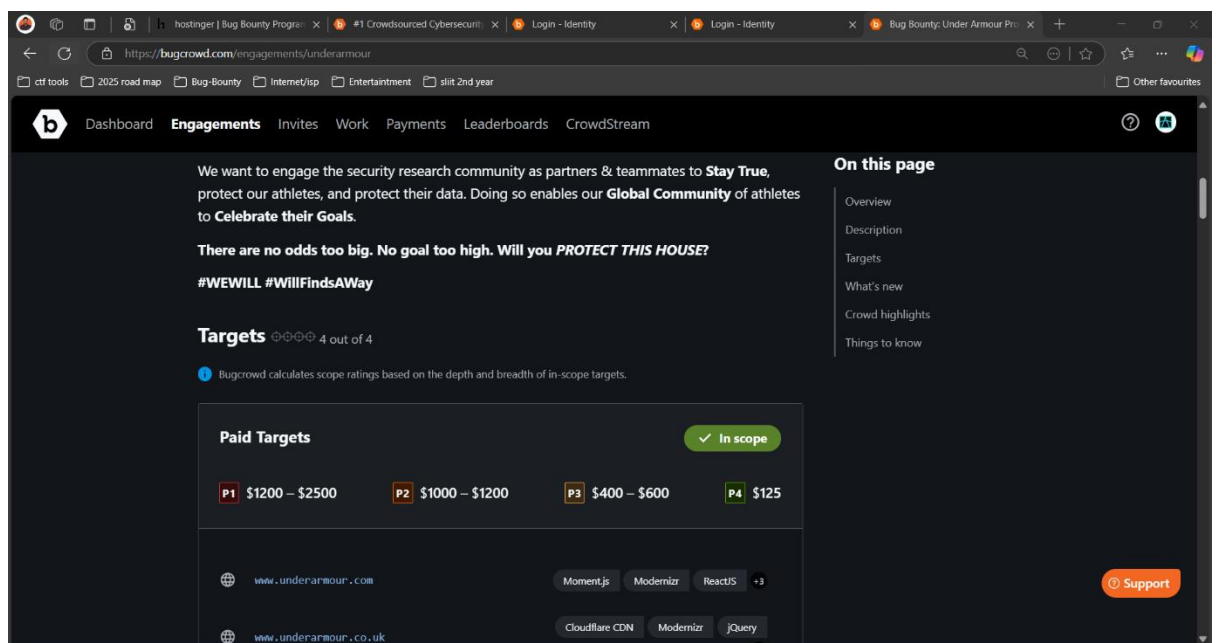 hostinger | Bug Bounty Program
#1 Crowdsourced Cybersecurity
Login - Identity
Login - Identity
Bug Bounty: Under Armour Pro
https://bugcrowd.com/engagements/underarmour
ctf tools
2025 road map
Bug-Bounty
Internet/isp
Entertaintment
sliit 2nd year
Other favourites
b
Dashboard
Engagements
Invites
Work
Payments
Leaderboards
CrowdStream
We want to engage the security research community as partners & teammates to Stay True,
protect our athletes, and protect their data. Doing so enables our Global Community of athletes
to Celebrate their Goals.
There are no odds too big. No goal too high. Will you PROTECT THIS HOUSE?
#WEWILL #WillFindsAWay
Targets 4 out of 4
Bugcrowd calculates scope ratings based on the depth and breadth of in-scope targets.
Paid Targets
In scope
P1 $1200 – $2500
P2 $1000 – $1200
P3 $400 – $600
P4 $125
www.underarmour.com
Moment.js
Modernizr
ReactJS
+3
www.underarmour.co.uk
Cloudflare CDN
Modernizr
jQuery
On this page
Overview
Description
Targets
What's new
Crowd highlights
Things to know
Support